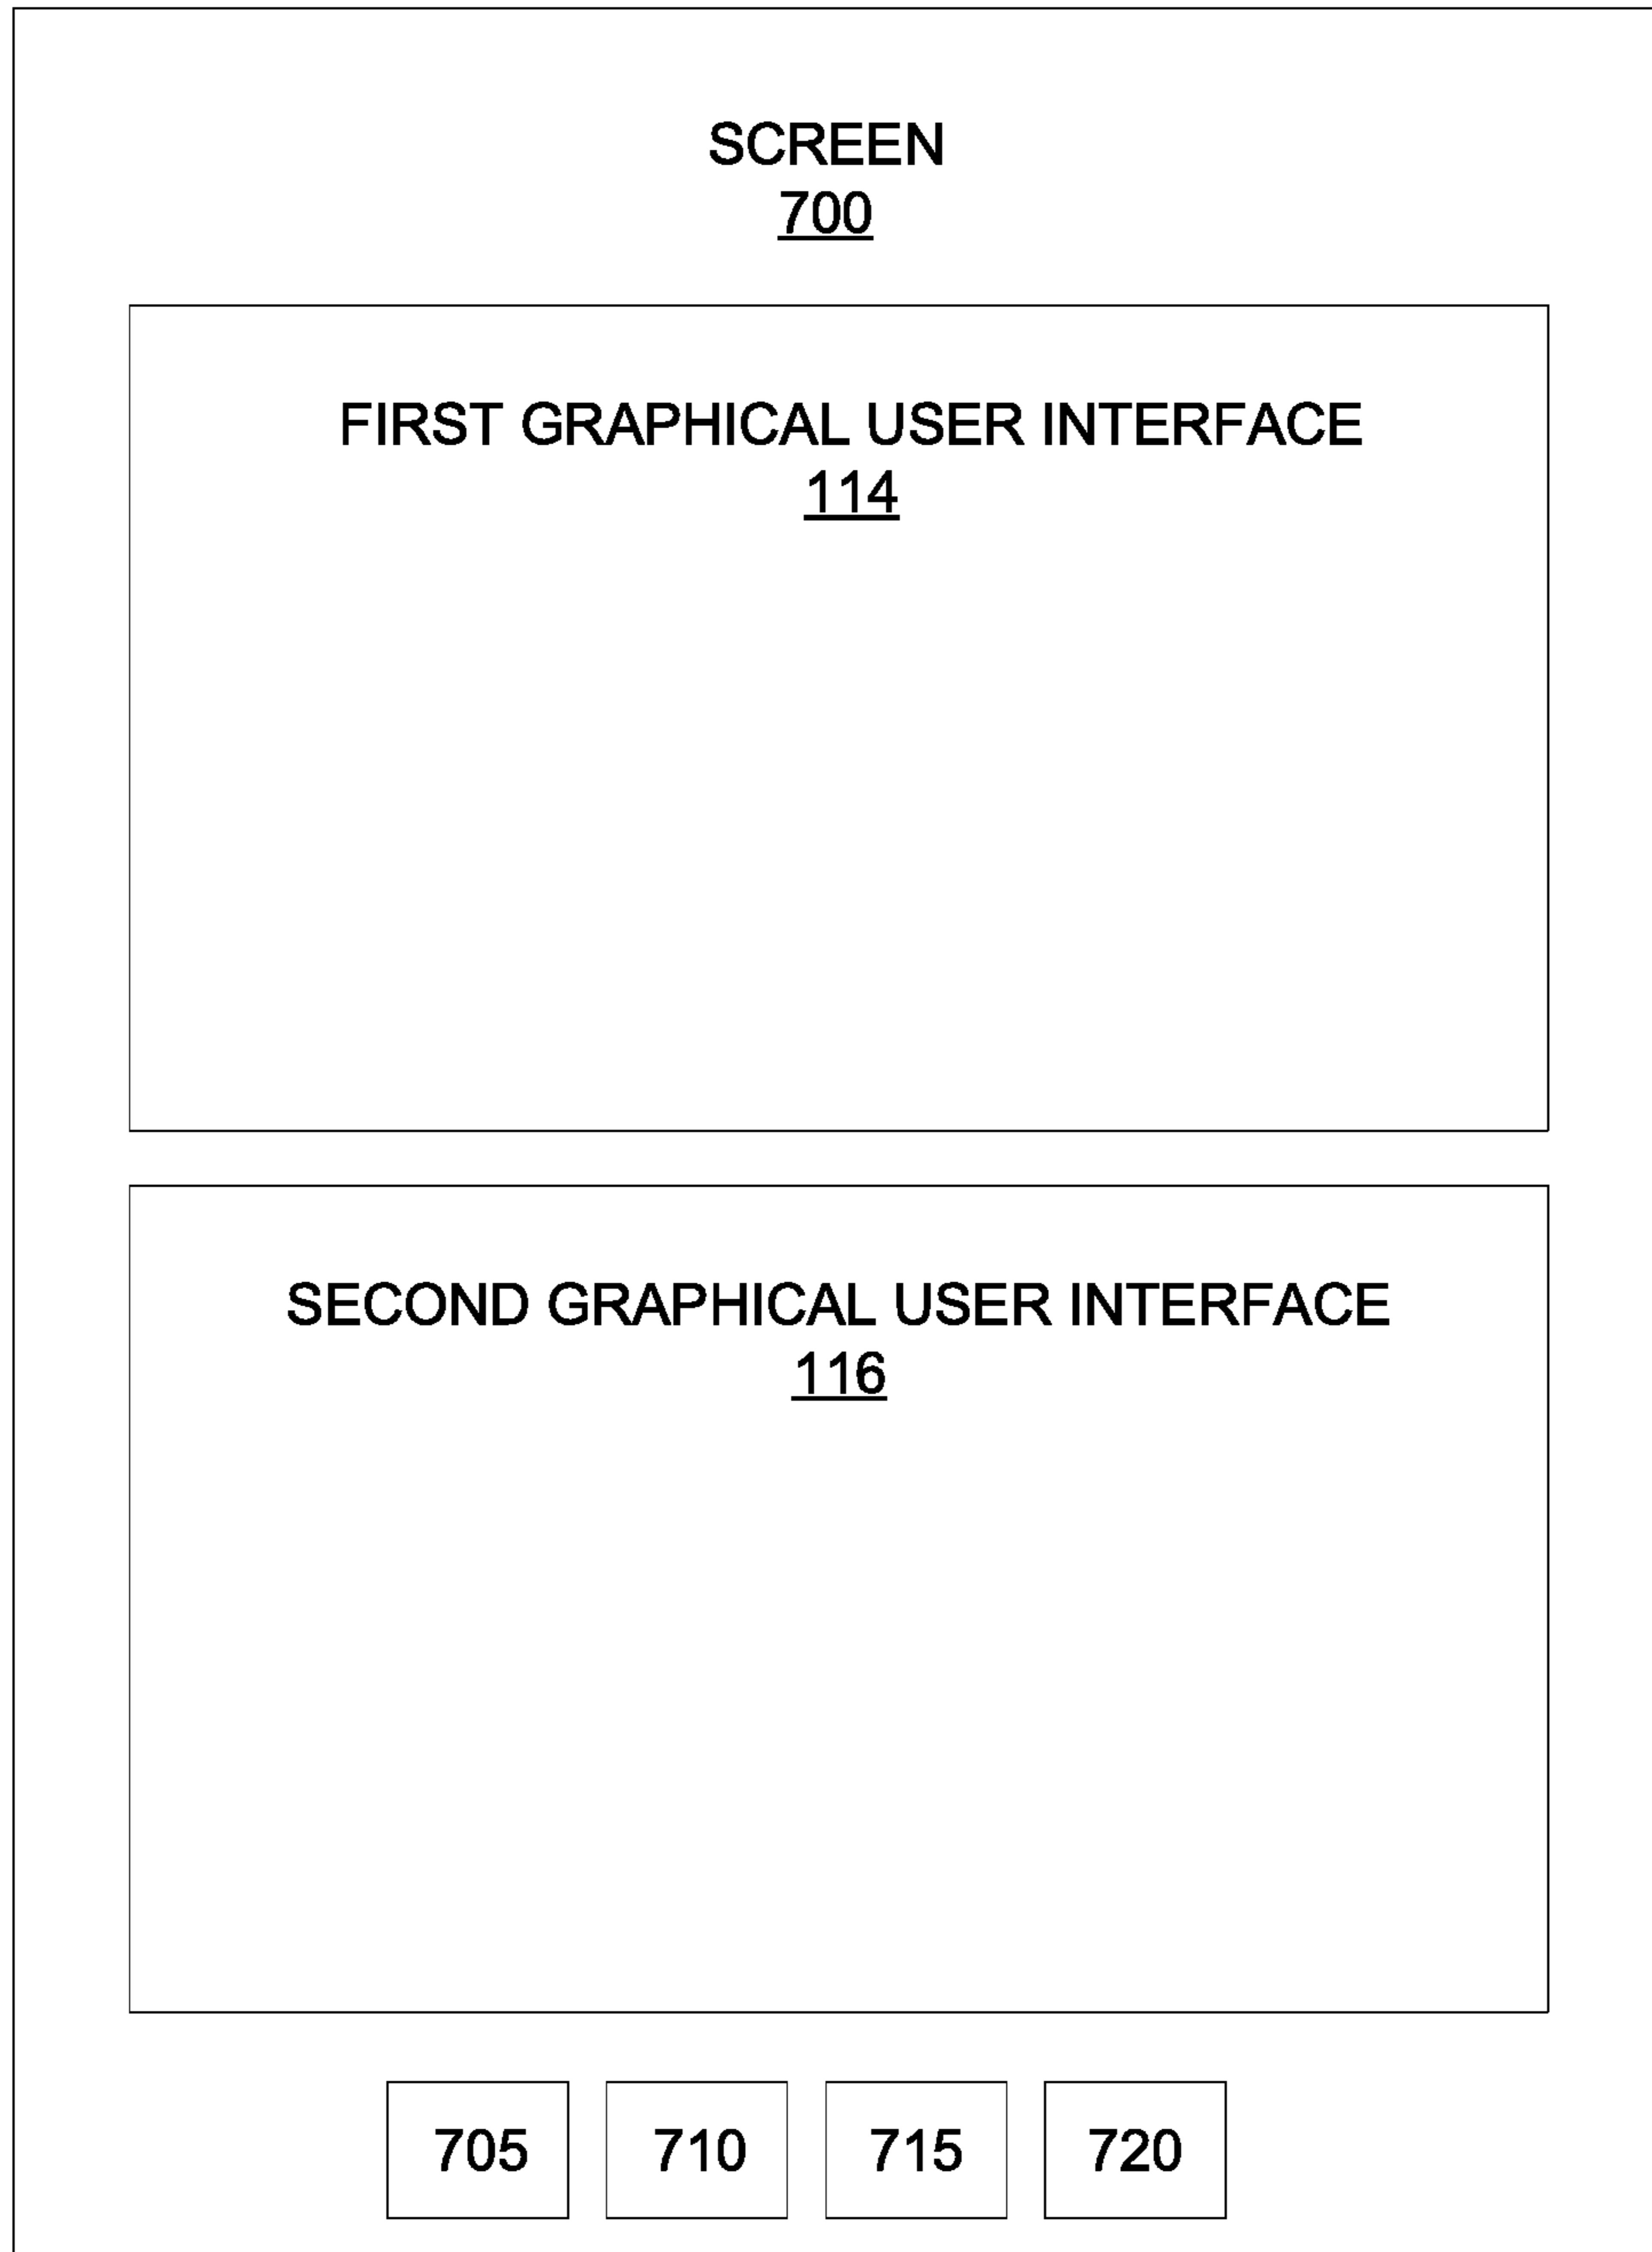 SCREEN
700
FIRST GRAPHICAL USER INTERFACE
114
SECOND GRAPHICAL USER INTERFACE
116
705 710 715 720